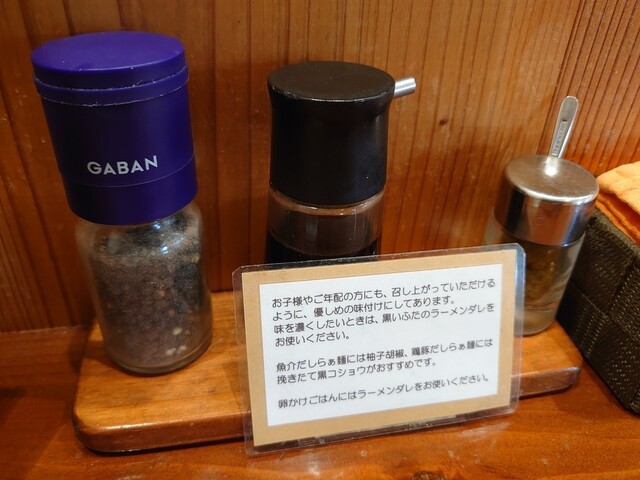 GABAN
お子様やご年配の方にも、召し上がっていただける
ように、優しめの味付けにしてあります。
味を濃くしたいときは、黒いふたのラーメンダレを
お使いください。
魚介だしらぁ麺には柚子胡椒、鶏豚だしらぁ麺には
挽きたて黒コショウがおすすめです。
卵かけごはんにはラーメンダレをお使いください。